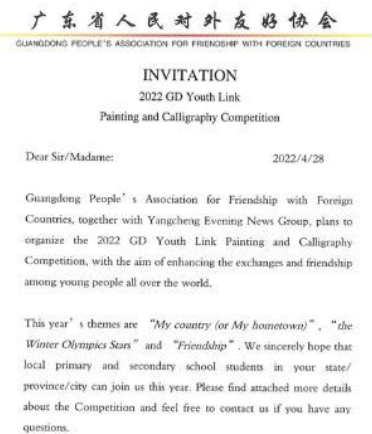 广东省人民对外友好协会
GUANGDONG PEOPLE'S ASSOCIATION FOR FRIENDSHIP WITH FOREIGN COUNTRIES
INVITATION
2022 GD Youth Link
Painting and Calligraphy Competition
Dear Sir/Madame: 2022/4/28
Guangdong People's Association for Friendship with Foreign
Countries, together with Yangcheng Evening News Group, plans to
organize the 2022 GD Youth Link Painting and Calligraphy
Competition, with the aim of enhancing the exchanges and friendship
among young people all over the world.
This year's themes are "My country (or My hometown)", "the
Winter Olympics Stars" and "Friendship". We sincerely hope that
local primary and secondary school students in your state/
province/city can join us this year. Please find attached more details
about the Competition and feel free to contact us if you have any
questions.